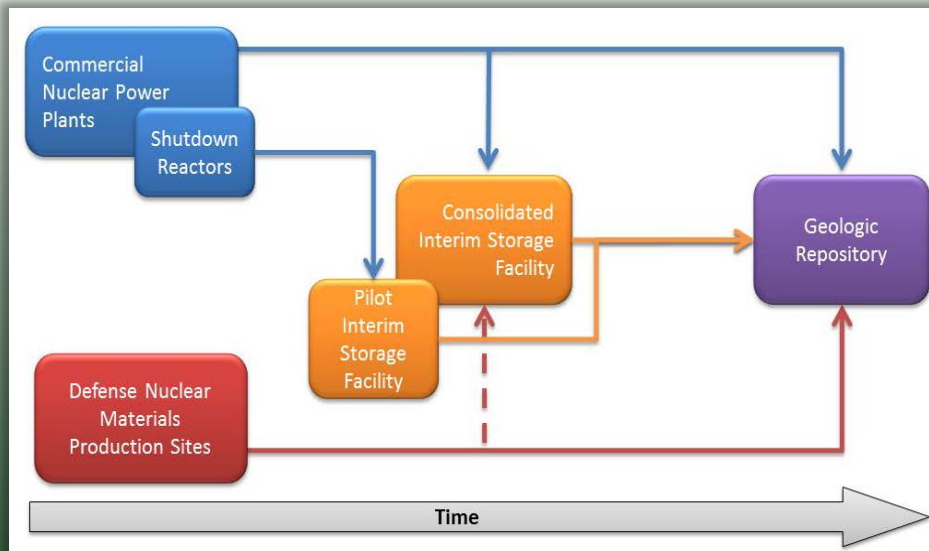 Commercial
Nuclear Power
Plants
Shutdown
Reactors
Consolidated
Interim Storage
Facility
Geologic
Repository
Pilot
Interim
Storage
Facility
Defense Nuclear
Materials
Production Sites
Time